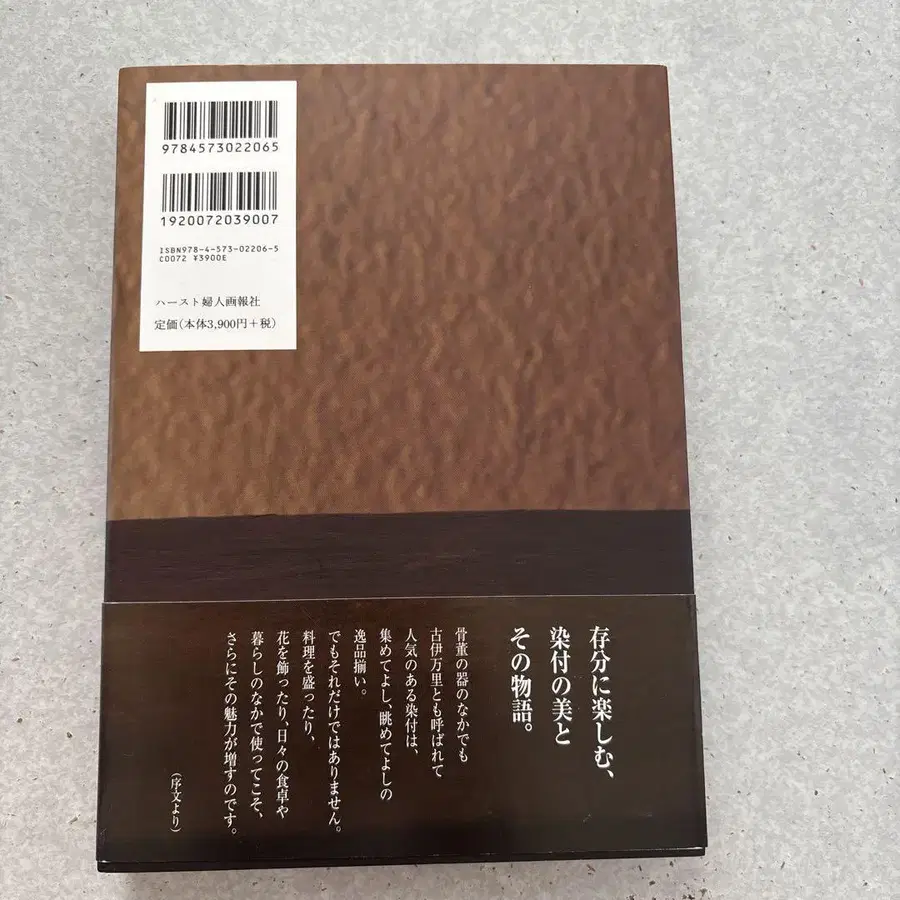 9784573022065
1920072039007
ISBN978-4-573-02206-5
C0072 ¥3900E
ハースト婦人画報社
定価(本体3,900円+税)
存分に楽しむ、
染付の美と
その物語。
骨董の器のなかでも
古伊万里とも呼ばれて
人気のある染付は、
集めてよし、眺めてよしの
逸品揃い。
でもそれだけではありません。
料理を盛ったり、
花を飾ったり、日々の食卓や
暮らしのなかで使ってこそ、
さらにその魅力が増すのです。
(序文より)